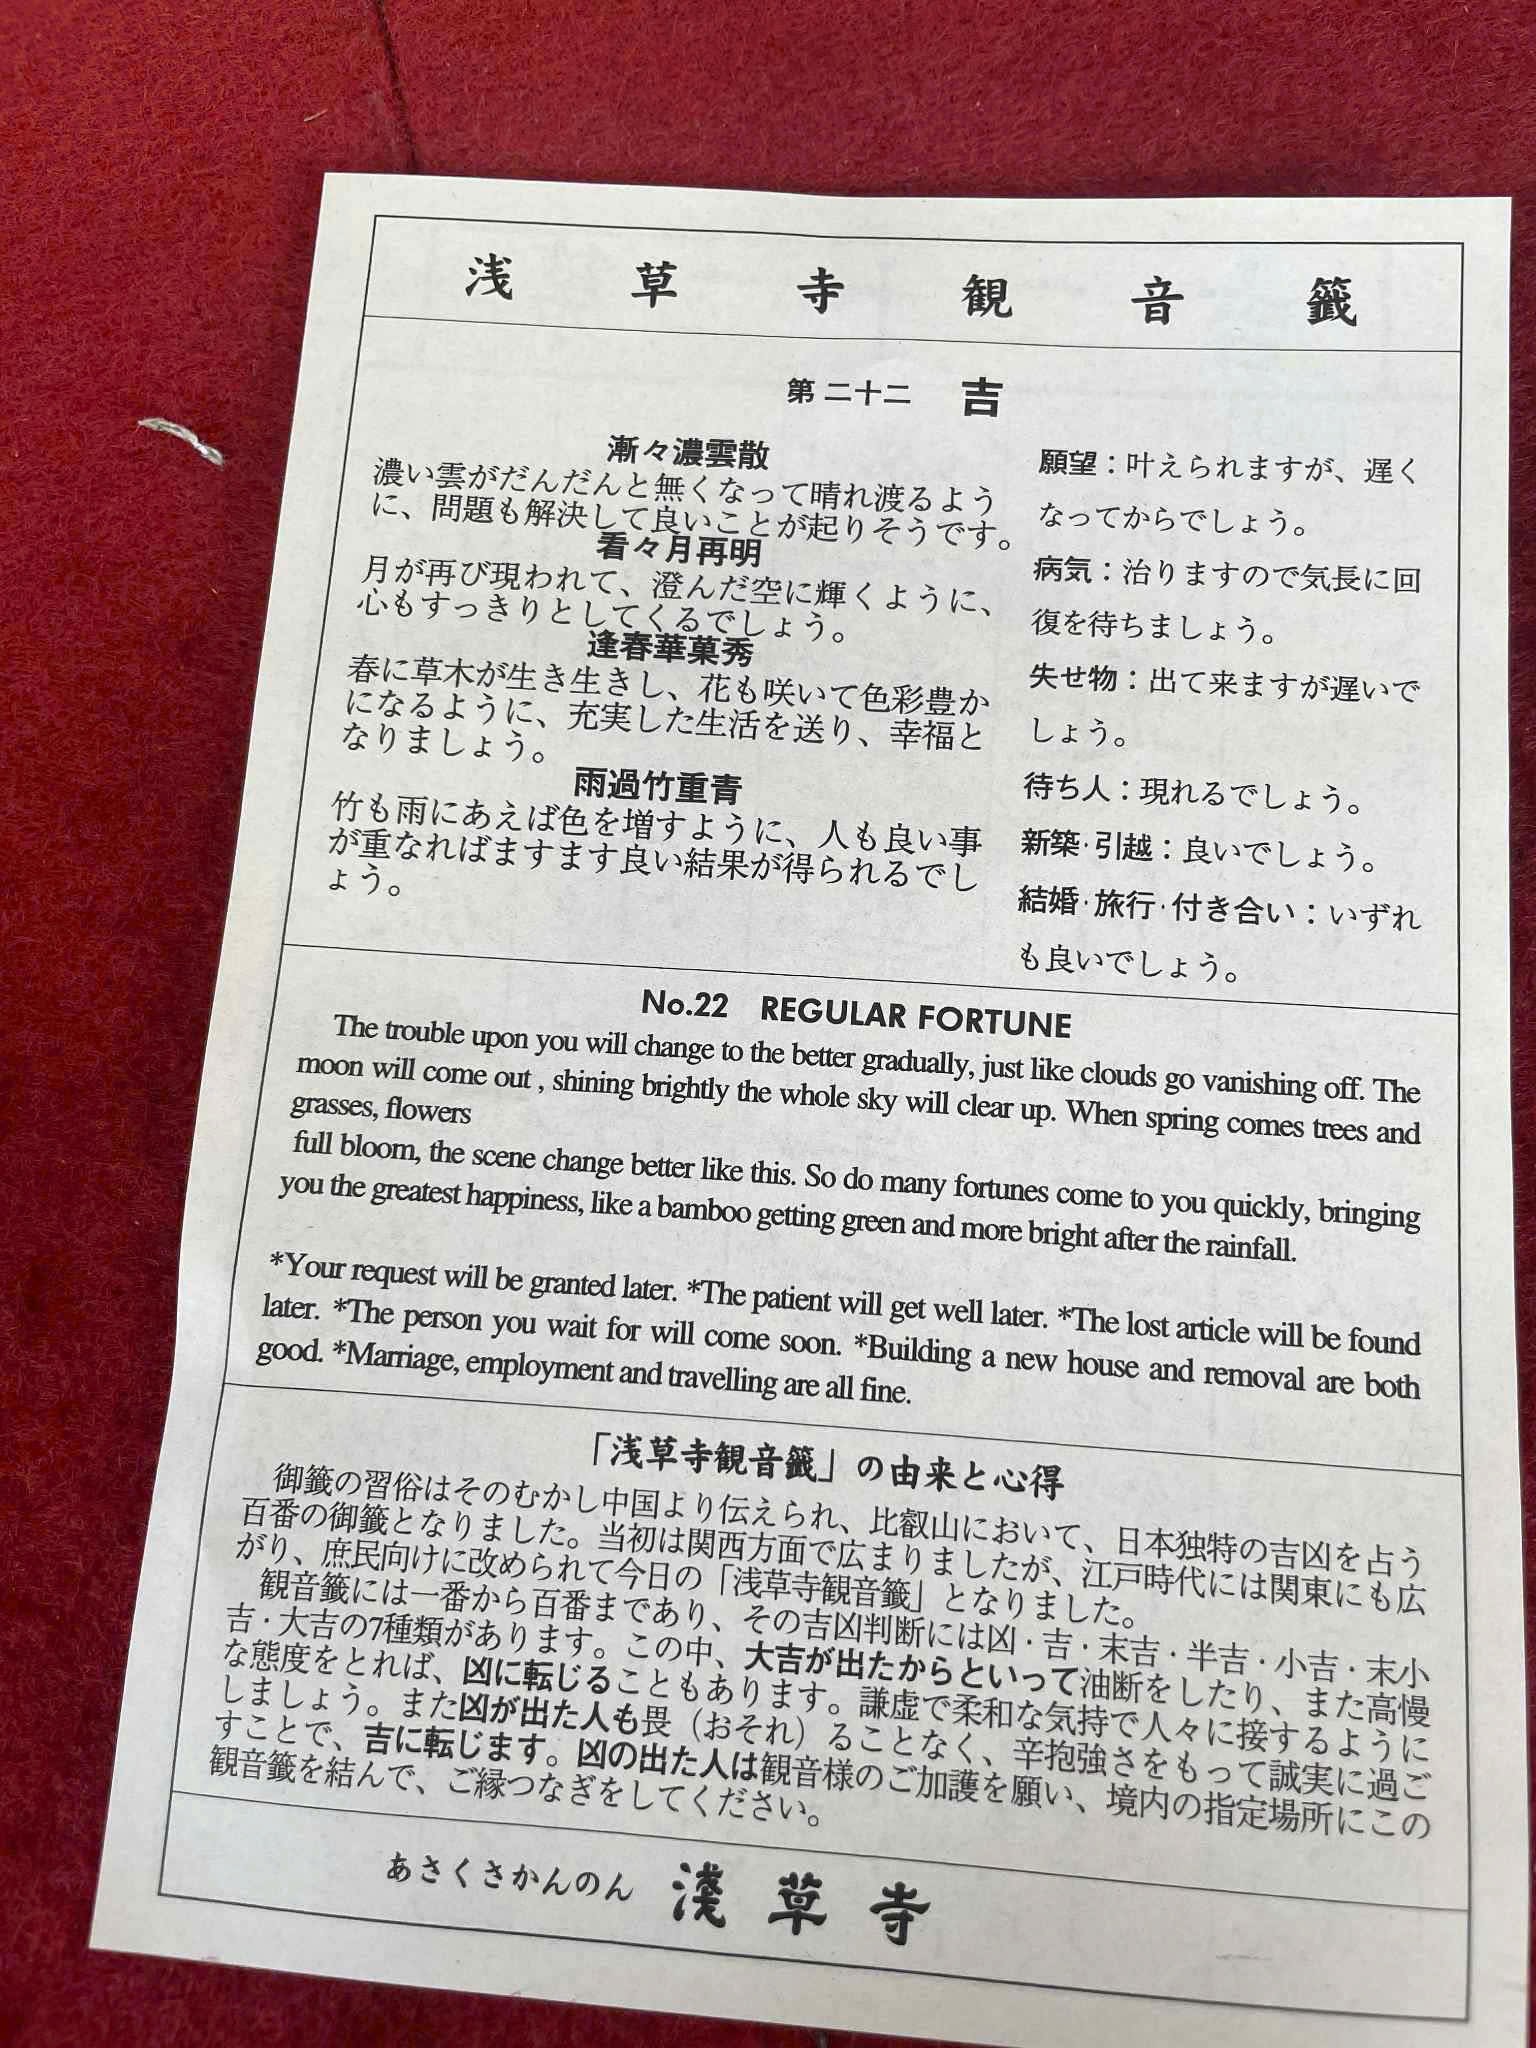 浅草寺観音籤
第二十二 吉
漸々濃雲散
濃い雲がだんだんと無くなって晴れ渡るよう
に、問題も解決して良いことが起りそうです。
看々月再明
月が再び現われて、澄んだ空に輝くように、
心もすっきりとしてくるでしょう。
逢春華菓秀
春に草木が生き生きし、花も咲いて色彩豊か
になるように、充実した生活を送り、幸福と
なりましょう。
雨過竹重青
竹も雨にあえば色を増すように、人も良い事
が重なればますます良い結果が得られるでし
ょう。
願望：叶えられますが、遅く
なってからでしょう。
病気：治りますので気長に回
復を待ちましょう。
失せ物：出て来ますが遅いで
しょう。
待ち人：現れるでしょう。
新築・引越：良いでしょう。
結婚・旅行・付き合い：いずれ
も良いでしょう。
No.22 REGULAR FORTUNE
The trouble upon you will change to the better gradually, just like clouds go vanishing off. The
moon will come out , shining brightly the whole sky will clear up. When spring comes trees and
grasses, flowers
full bloom, the scene change better like this. So do many fortunes come to you quickly, bringing
you the greatest happiness, like a bamboo getting green and more bright after the rainfall.
*Your request will be granted later. *The patient will get well later. *The lost article will be found
later. *The person you wait for will come soon. *Building a new house and removal are both
good. *Marriage, employment and travelling are all fine.
「浅草寺観音籤」の由来と心得
御籤の習俗はそのむかし中国より伝えられ、比叡山において、日本独特の吉凶を占う
百番の御籤となりました。当初は関西方面で広まりましたが、江戸時代には関東にも広
がり、庶民向けに改められて今日の「浅草寺観音籤」となりました。
観音籤には一番から百番まであり、その吉凶判断には凶・吉・末吉・半吉・小吉・末小
吉・大吉の7種類があります。この中、大吉が出たからといって油断をしたり、また高慢
な態度をとれば、凶に転じることもあります。謙虚で柔和な気持で人々に接するように
しましょう。また凶が出た人も畏（おそれ）ることなく、辛抱強さをもって誠実に過ご
すことで、吉に転じます。凶の出た人は観音様のご加護を願い、境内の指定場所にこの
観音籤を結んで、ご縁つなぎをしてください。
あさくさかんのん 淺草寺